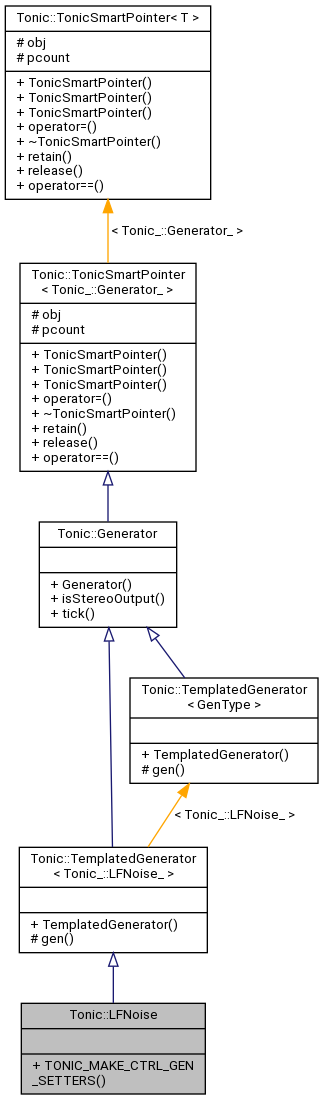 Tonic::TonicSmartPointer< T >
# obj
# pcount
+ TonicSmartPointer()
+ TonicSmartPointer()
+ TonicSmartPointer()
+ operator=()
+ ~TonicSmartPointer()
+ retain()
+ release()
+ operator==()
< Tonic_::Generator_ >
Tonic::TonicSmartPointer
< Tonic_::Generator_ >
# obj
# pcount
+ TonicSmartPointer()
+ TonicSmartPointer()
+ TonicSmartPointer()
+ operator=()
+ ~TonicSmartPointer()
+ retain()
+ release()
+ operator==()
Tonic::Generator
+ Generator()
+ isStereoOutput()
+ tick()
Tonic::TemplatedGenerator
< GenType >
+ TemplatedGenerator()
# gen()
< Tonic_::LFNoise_ >
Tonic::TemplatedGenerator
< Tonic_::LFNoise_ >
+ TemplatedGenerator()
# gen()
Tonic::LFNoise
+ TONIC_MAKE_CTRL_GEN
_SETTERS()